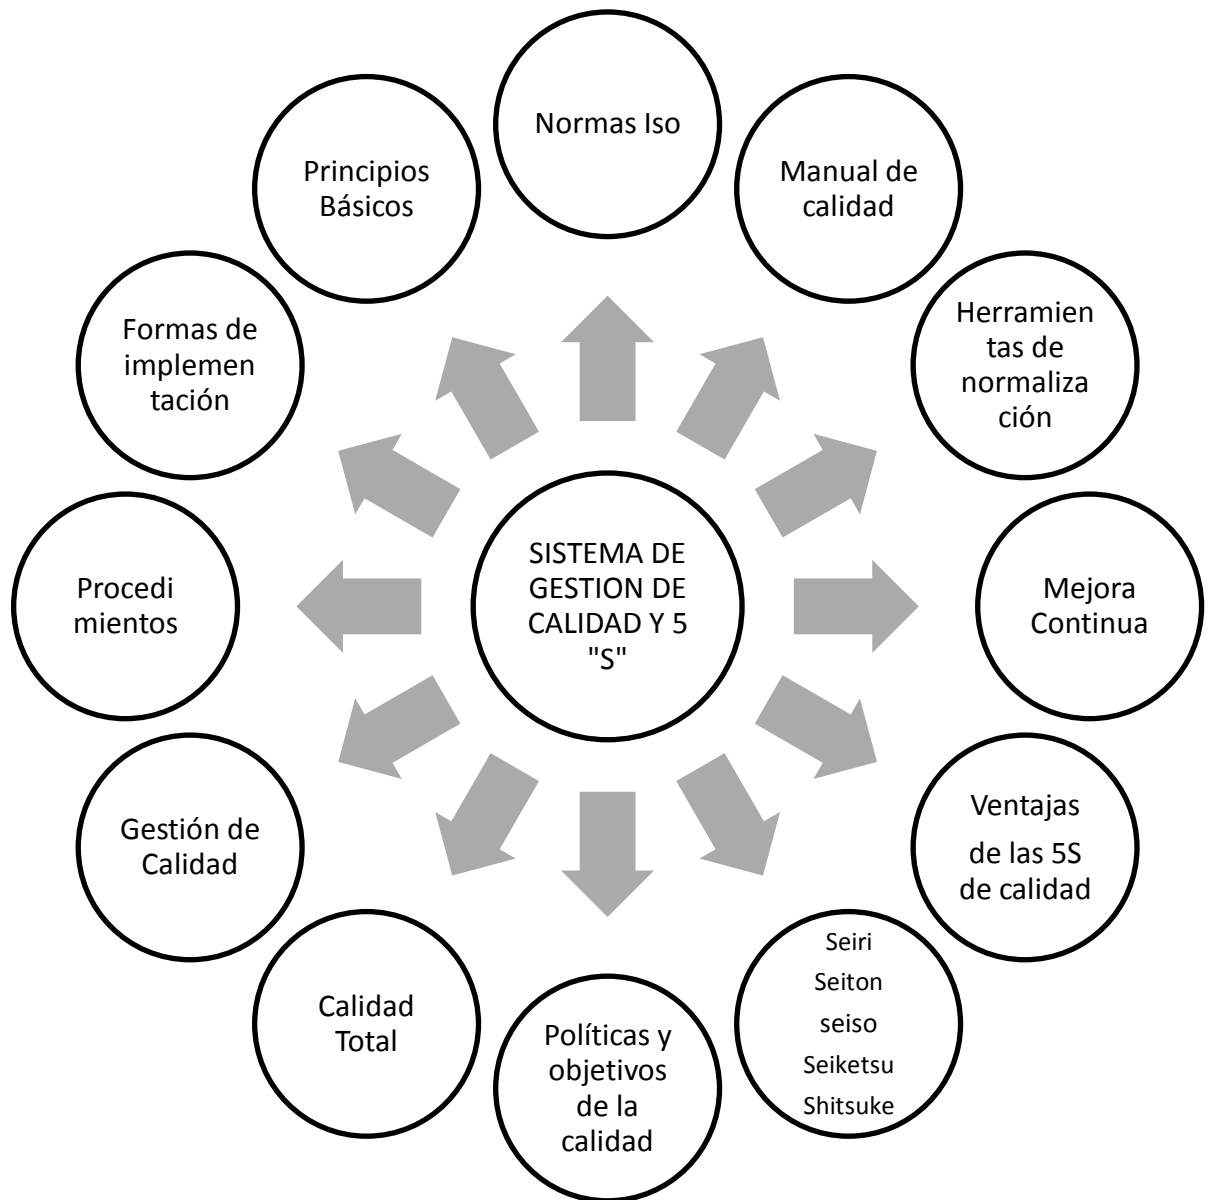 Normas Iso
Manual de
calidad
Herramien
tas de
normaliza
ción
Mejora
Continua
Ventajas
de las 5S
de calidad
Seiri
Seiton
seiso
Seiketsu
Shitsuke
Políticas y
objetivos
de la
calidad
Calidad
Total
Gestión de
Calidad
Procedi
mientos
Formas de
implemen
tación
Principios
Básicos
SISTEMA DE
GESTION DE
CALIDAD Y 5
"S"